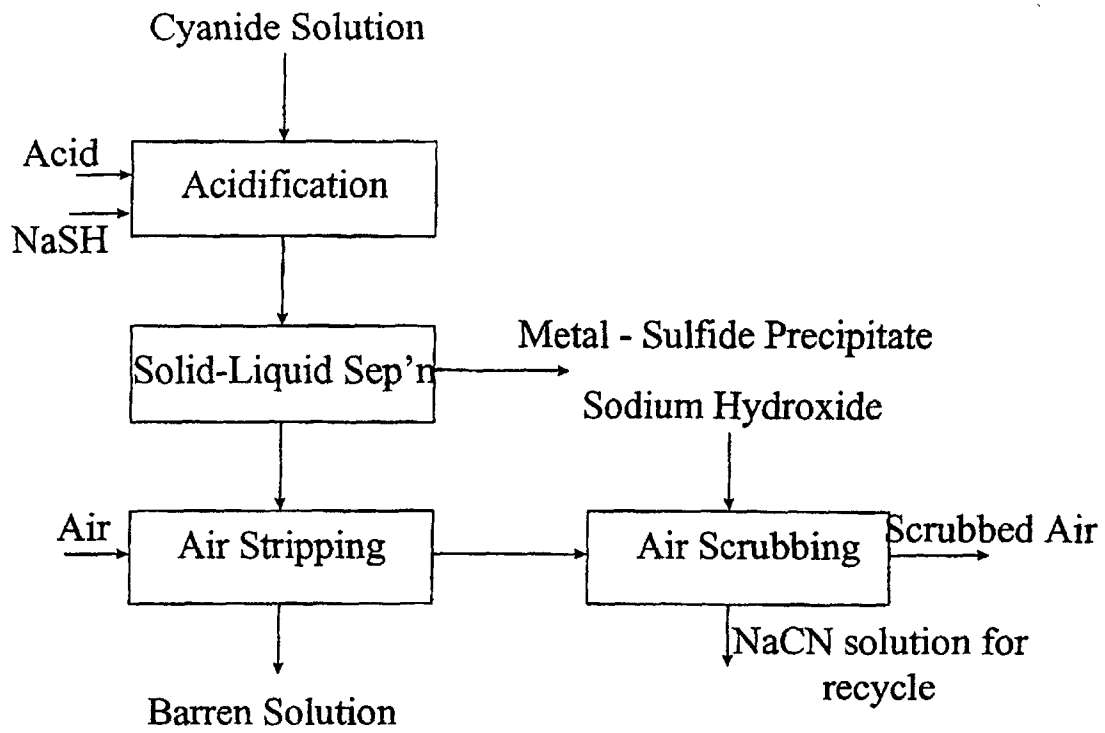 Cyanide Solution
Acid
Acidification
NaSH
Metal - Sulfide Precipitate
Solid-Liquid Sep'n
Sodium Hydroxide
Air
Air Stripping
Air Scrubbing
Scrubbed Air
NaCN solution for
recycle
Barren Solution